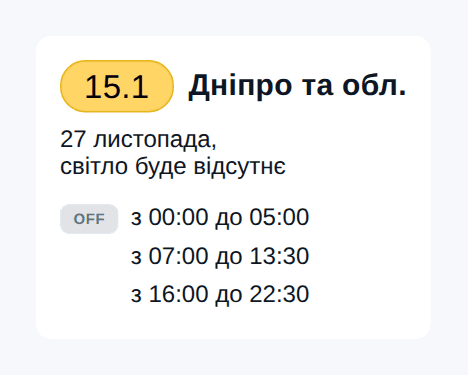 15.1 Дніпро та обл.
27 листопада,
світло буде відсутнє
OFF з 00:00 до 05:00
з 07:00 до 13:30
з 16:00 до 22:30